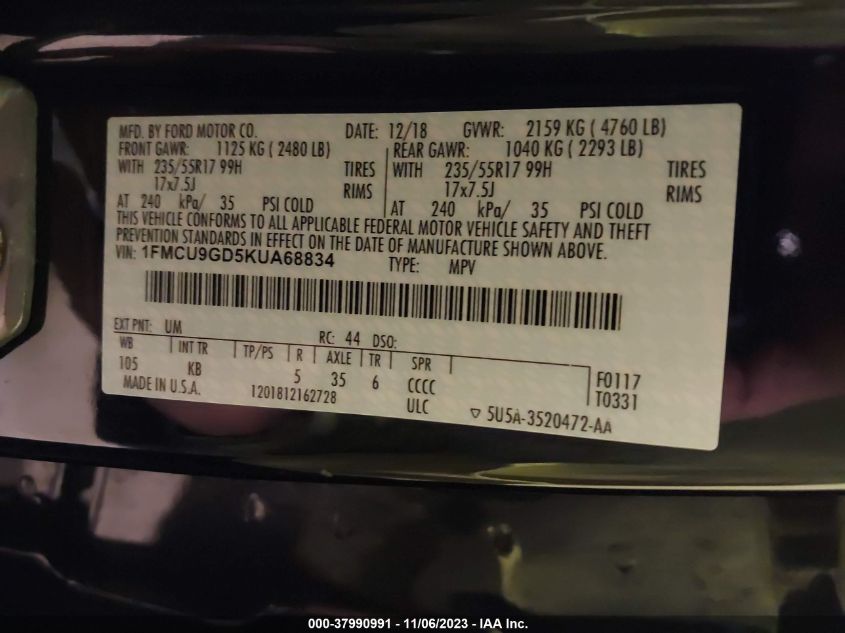 MFD. BY FORD MOTOR CO. DATE: 12/18 GVWR: 2159 KG ( 4760 LB)
FRONT GAWR: 1125 KG ( 2480 LB) REAR GAWR: 1040 KG ( 2293 LB)
WITH 235/55R17 99H TIRES WITH 235/55R17 99H TIRES
17x7.5J RIMS 17x7.5J RIMS
AT 240 kPa/ 35 PSI COLD AT 240 kPa/ 35 PSI COLD
THIS VEHICLE CONFORMS TO ALL APPLICABLE FEDERAL MOTOR VEHICLE SAFETY AND THEFT
PREVENTION STANDARDS IN EFFECT ON THE DATE OF MANUFACTURE SHOWN ABOVE.
VIN: 1FMCU9GD5KUA68834 TYPE: MPV
EXT PNT: UM RC: 44 DSO:
WB INT TR TP/PS R AXLE TR SPR
105 KB 5 35 6 CCCC F0117
MADE IN U.S.A. 1201812162728 ULC T0331
▽ 5U5A-3520472-AA
000-37990991 - 11/06/2023 - IAA Inc.